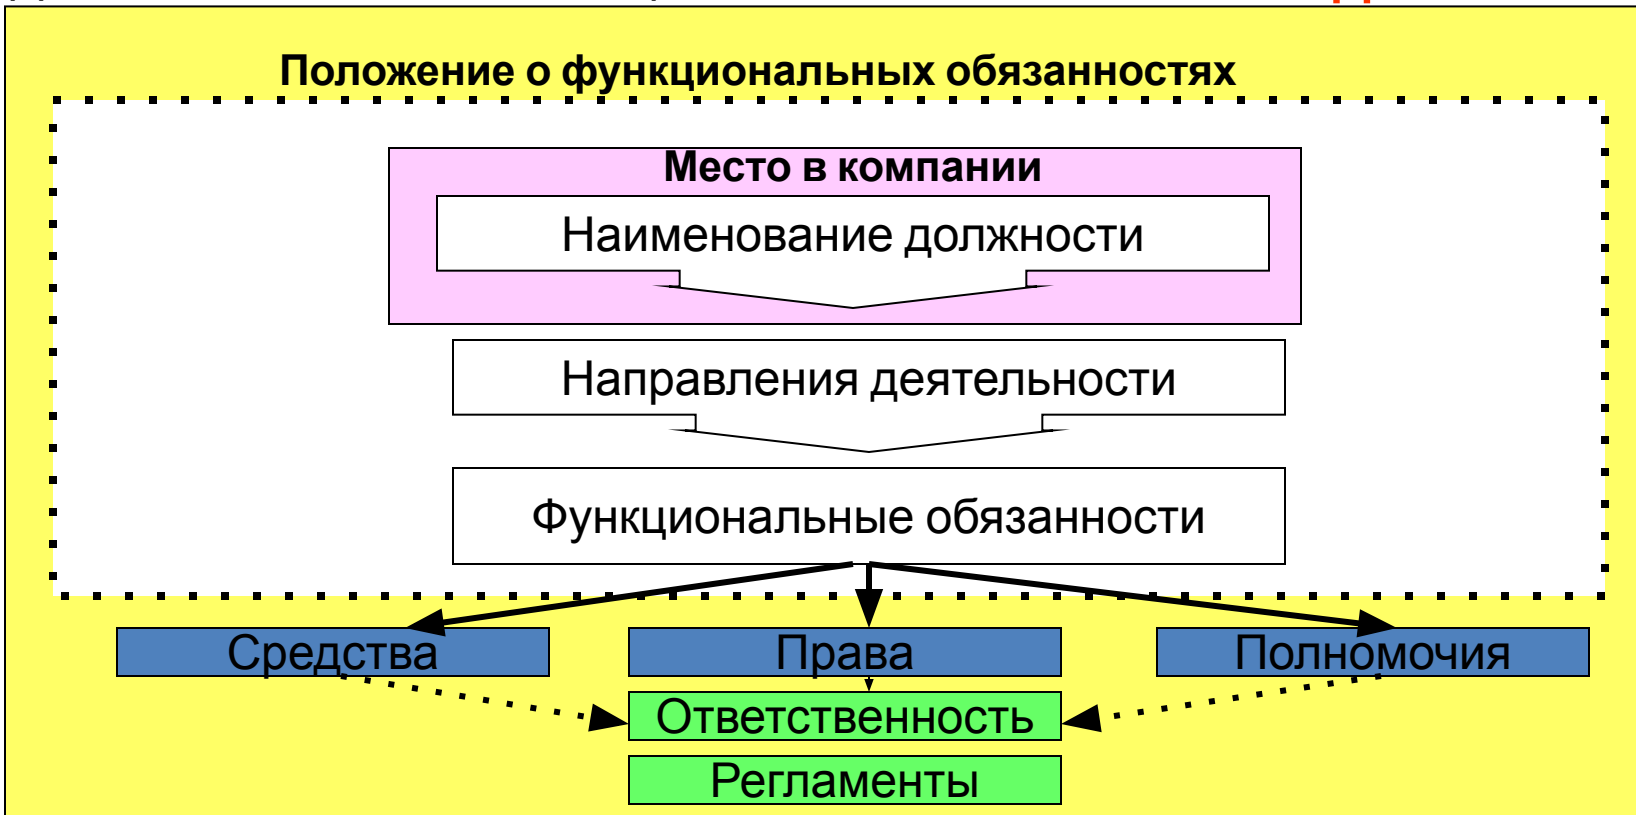 Положение о функциональных обязанностях
Место в компании
Наименование должности
Направления деятельности
Функциональные обязанности
Средства
Права
Полномочия
Ответственность
Регламенты